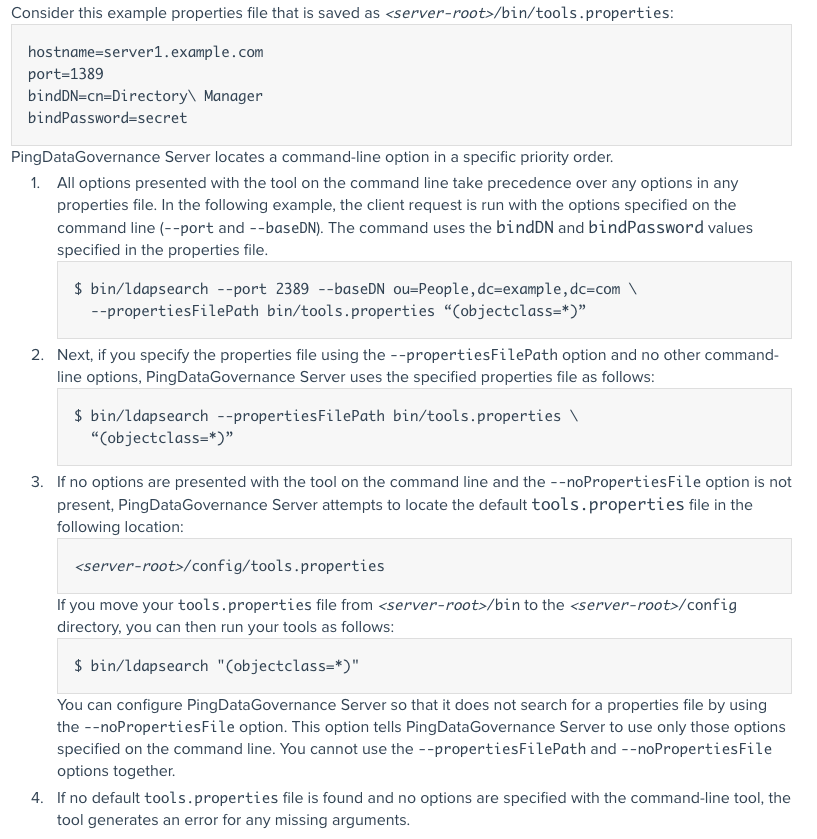 Consider this example properties file that is saved as <server-root>/bin/tools.properties:
hostname=server1.example.com
port=1389
bindDN=cn=Directory\ Manager
bindPassword=secret
PingDataGovernance Server locates a command-line option in a specific priority order.
1. All options presented with the tool on the command line take precedence over any options in any
properties file. In the following example, the client request is run with the options specified on the
command line (--port and --baseDN). The command uses the bindDN and bindPassword values
specified in the properties file.
$ bin/ldapsearch --port 2389 --baseDN ou=People,dc=example,dc=com \
--propertiesFilePath bin/tools.properties “(objectclass=*)”
2. Next, if you specify the properties file using the --propertiesFilePath option and no other command-
line options, PingDataGovernance Server uses the specified properties file as follows:
$ bin/ldapsearch --propertiesFilePath bin/tools.properties \
“(objectclass=*)”
3. If no options are presented with the tool on the command line and the --noPropertiesFile option is not
present, PingDataGovernance Server attempts to locate the default tools.properties file in the
following location:
<server-root>/config/tools.properties
If you move your tools.properties file from <server-root>/bin to the <server-root>/config
directory, you can then run your tools as follows:
$ bin/ldapsearch "(objectclass=*)"
You can configure PingDataGovernance Server so that it does not search for a properties file by using
the --noPropertiesFile option. This option tells PingDataGovernance Server to use only those options
specified on the command line. You cannot use the --propertiesFilePath and --noPropertiesFile
options together.
4. If no default tools.properties file is found and no options are specified with the command-line tool, the
tool generates an error for any missing arguments.